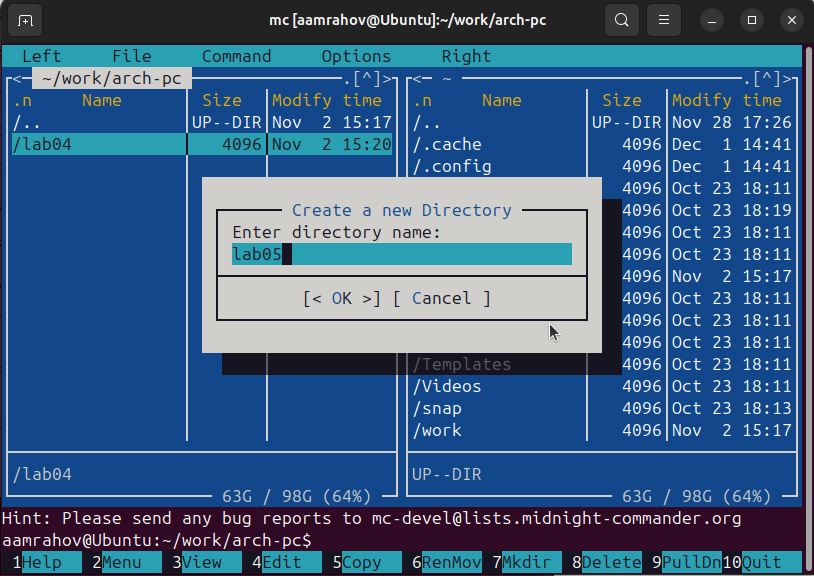 mc [aamrahov@Ubuntu]:~/work/arch-pc
Left File Command Options Right
<─ ~/work/arch-pc ─.[^]>
.n Name Size Modify time
/.. UP--DIR Nov 2 15:17
/lab04 4096 Nov 2 15:20
<─ ~ ─.[^]>
.n Name Size Modify time
/.. UP--DIR Nov 28 17:26
/.cache 4096 Dec 1 14:41
/.config 4096 Dec 1 14:41
4096 Oct 23 18:11
4096 Oct 23 18:19
4096 Oct 23 18:11
4096 Oct 23 18:11
4096 Nov 2 15:17
4096 Oct 23 18:11
4096 Oct 23 18:11
4096 Oct 23 18:11
/Templates 4096 Oct 23 18:11
/Videos 4096 Oct 23 18:11
/snap 4096 Oct 23 18:13
/work 4096 Nov 2 15:17
Create a new Directory
Enter directory name:
lab05
[< OK >] [ Cancel ]
/lab04
63G / 98G (64%)
UP--DIR
63G / 98G (64%)
Hint: Please send any bug reports to mc-devel@lists.midnight-commander.org
aamrahov@Ubuntu:~/work/arch-pc$
1Help 2Menu 3View 4Edit 5Copy 6RenMov 7Mkdir 8Delete 9PullDn 10Quit